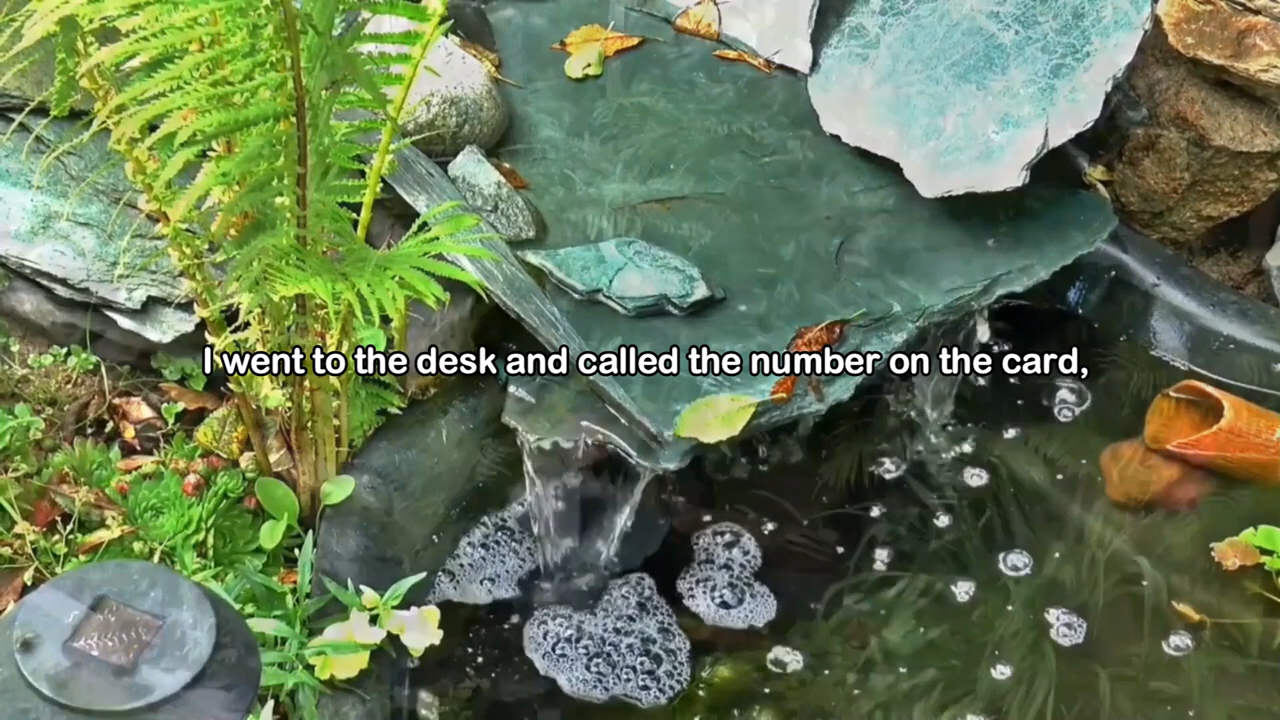 I went to the desk and called the number on the card,